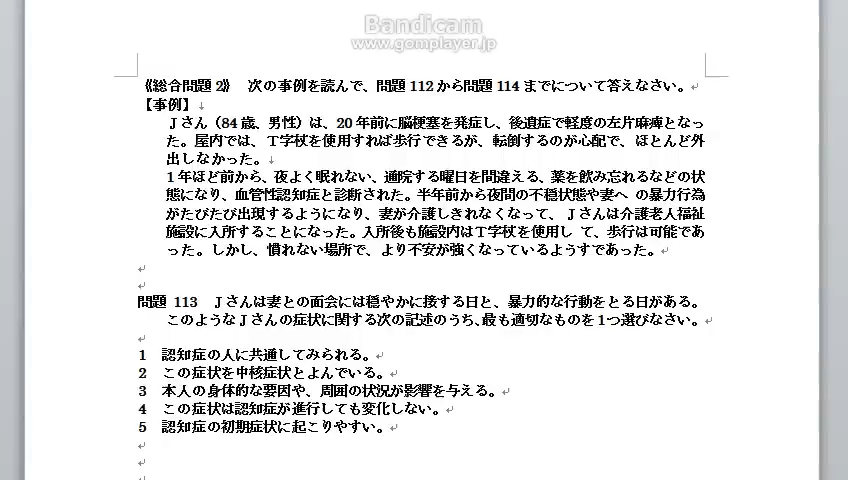 Bandicam
www.gomplayer.jp
《総合問題2》　次の事例を読んで、問題112から問題114までについて答えなさい。
【事例】
Jさん（84歳、男性）は、20年前に脳梗塞を発症し、後遺症で軽度の左片麻痺となっ
た。屋内では、T字杖を使用すれば歩行できるが、転倒するのが心配で、ほとんど外
出しなかった。
1年ほど前から、夜よく眠れない、通院する曜日を間違える、薬を飲み忘れるなどの状
態になり、血管性認知症と診断された。半年前から夜間の不穏状態や妻へ の暴力行為
がたびたび出現するようになり、妻が介護しきれなくなって、Jさんは介護老人福祉
施設に入所することになった。入所後も施設内はT字杖を使用し て、歩行は可能であ
った。しかし、慣れない場所で、より不安が強くなっているようすであった。
問題 113　Jさんは妻との面会には穏やかに接する日と、暴力的な行動をとる日がある。
このようなJさんの症状に関する次の記述のうち、最も適切なものを1つ選びなさい。
1　認知症の人に共通してみられる。
2　この症状を中核症状とよんでいる。
3　本人の身体的な要因や、周囲の状況が影響を与える。
4　この症状は認知症が進行しても変化しない。
5　認知症の初期症状に起こりやすい。